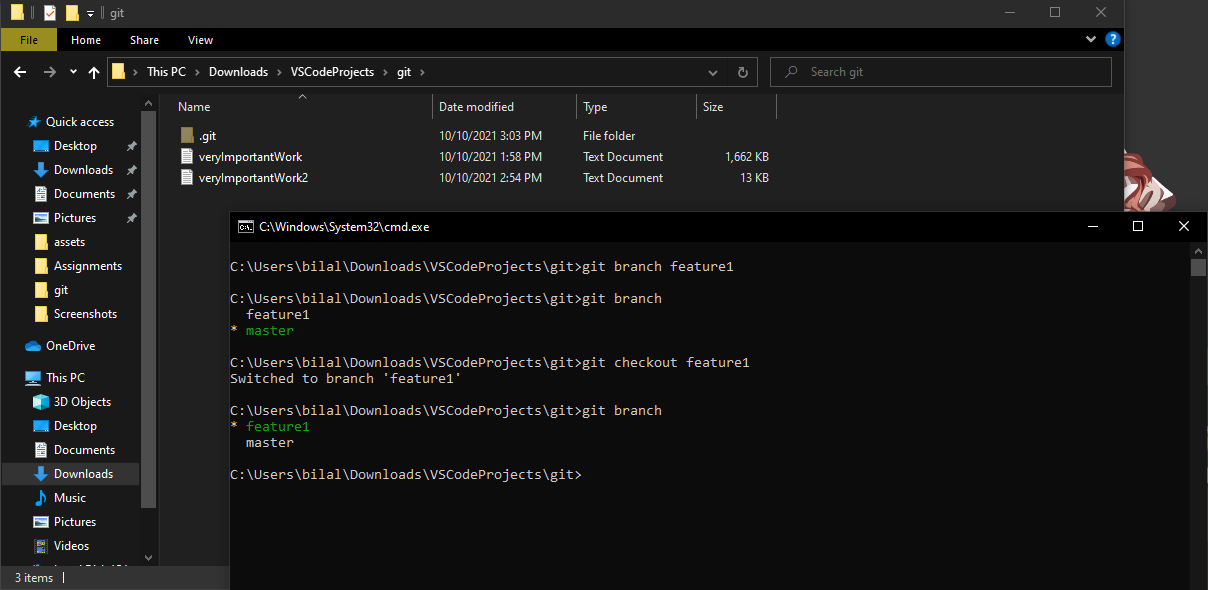 git
File Home Share View
This PC > Downloads > VSCodeProjects > git >
Search git
Name Date modified Type Size
.git 10/10/2021 3:03 PM File folder
veryImportantWork 10/10/2021 1:58 PM Text Document 1,662 KB
veryImportantWork2 10/10/2021 2:54 PM Text Document 13 KB
Quick access
Desktop
Downloads
Documents
Pictures
assets
Assignments
git
Screenshots
OneDrive
This PC
3D Objects
Desktop
Documents
Downloads
Music
Pictures
Videos
3 items
C:\Windows\System32\cmd.exe
C:\Users\bilal\Downloads\VSCodeProjects\git>git branch feature1
C:\Users\bilal\Downloads\VSCodeProjects\git>git branch
feature1
* master
C:\Users\bilal\Downloads\VSCodeProjects\git>git checkout feature1
Switched to branch 'feature1'
C:\Users\bilal\Downloads\VSCodeProjects\git>git branch
* feature1
master
C:\Users\bilal\Downloads\VSCodeProjects\git>